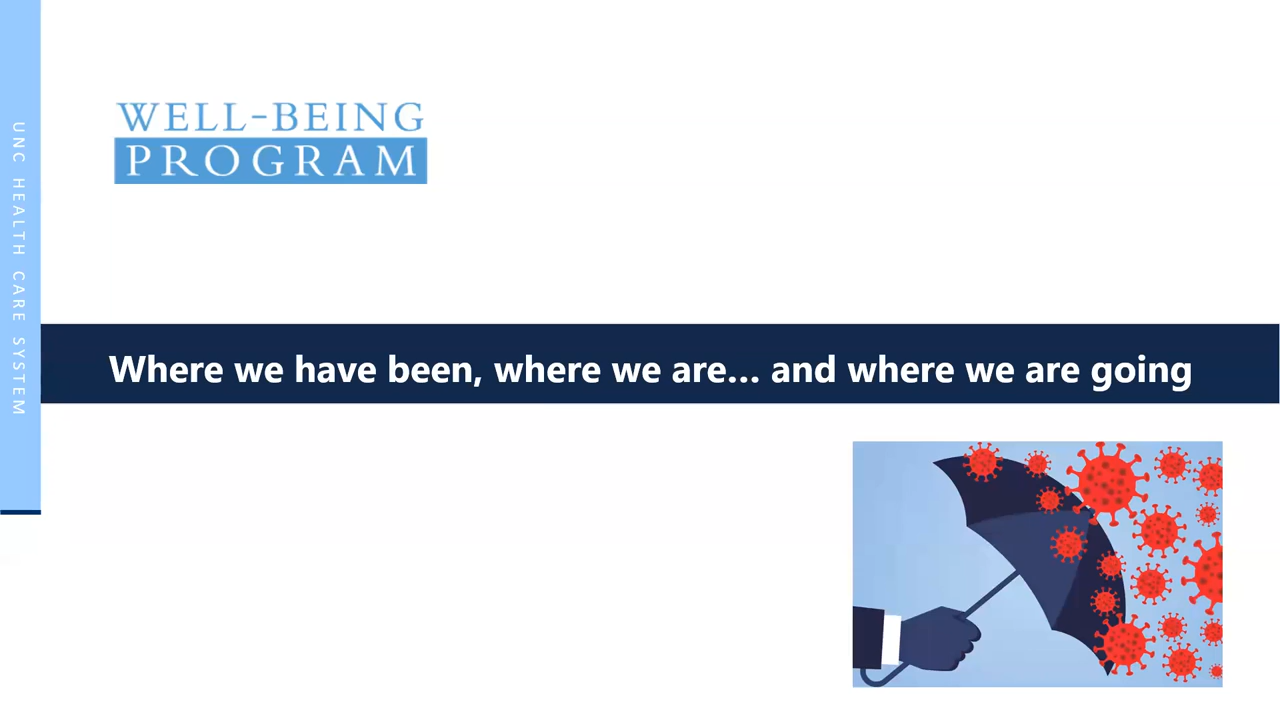 UNC HEALTH CARE SYSTEM
WELL-BEING
PROGRAM
Where we have been, where we are... and where we are going